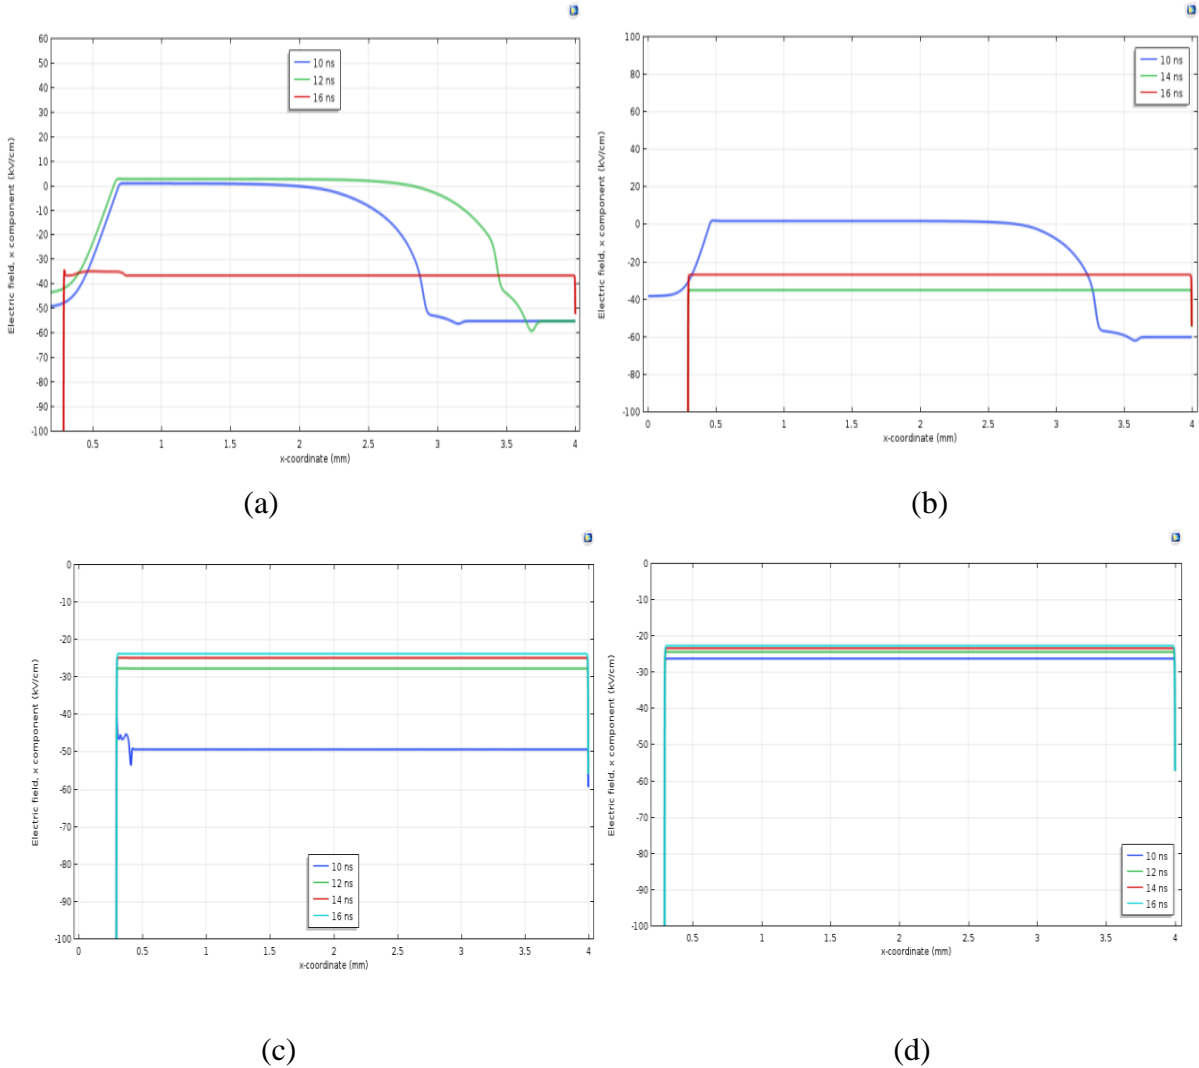 60
50
40
30
20
10
0
-10
-20
-30
-40
-50
-60
-70
-80
-90
-100
Electric field, x component (kV/cm)
10 ns
12 ns
16 ns
0.5 1 1.5 2 2.5 3 3.5 4
x-coordinate (mm)
(a)
100
80
60
40
20
0
-20
-40
-60
-80
-100
Electric field, x component (kV/cm)
10 ns
14 ns
16 ns
0 0.5 1 1.5 2 2.5 3 3.5 4
x-coordinate (mm)
(b)
0
-10
-20
-30
-40
-50
-60
-70
-80
-90
-100
Electric field, x component (kV/cm)
10 ns
12 ns
14 ns
16 ns
0 0.5 1 1.5 2 2.5 3 3.5 4
x-coordinate (mm)
(c)
0
-10
-20
-30
-40
-50
-60
-70
-80
-90
-100
Electric field, x component (kV/cm)
10 ns
12 ns
14 ns
16 ns
0.5 1 1.5 2 2.5 3 3.5 4
x-coordinate (mm)
(d)